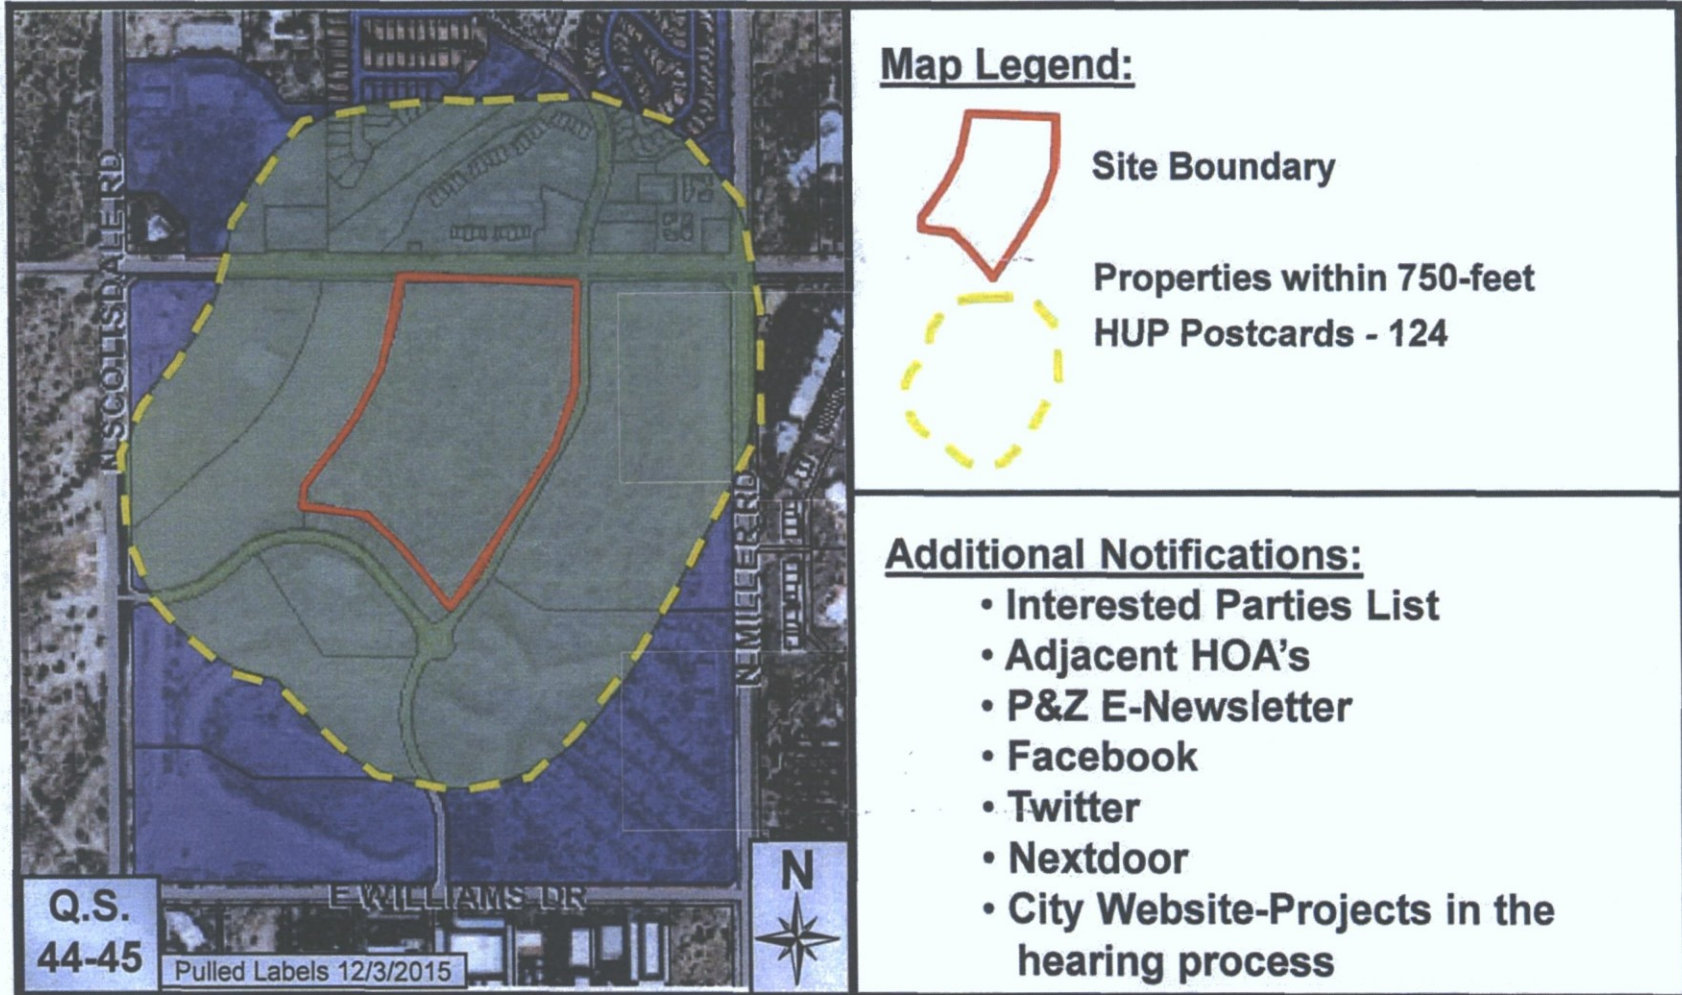 N SCOTTSDALE RD
N MILLER RD
E WILLIAMS DR
Q.S.
44-45
Pulled Labels 12/3/2015
N
Map Legend:
Site Boundary
Properties within 750-feet
HUP Postcards - 124
Additional Notifications:
• Interested Parties List
• Adjacent HOA's
• P&Z E-Newsletter
• Facebook
• Twitter
• Nextdoor
• City Website-Projects in the
hearing process